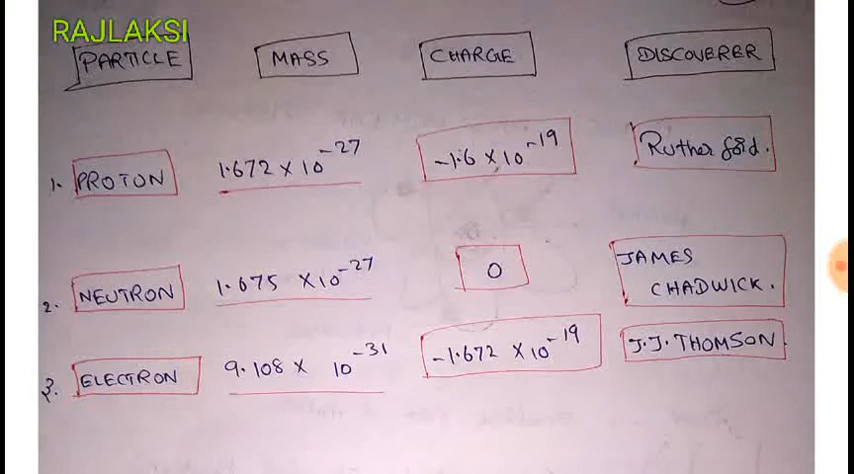 RAJLAKSI
PARTICLE MASS CHARGE DISCOVERER
1. PROTON 1.672 × 10⁻²⁷ -1.6 × 10⁻¹⁹ Rutherford.
2. NEUTRON 1.675 × 10⁻²⁷ 0 JAMES
CHADWICK.
3. ELECTRON 9.108 × 10⁻³¹ -1.672 × 10⁻¹⁹ J.J. THOMSON